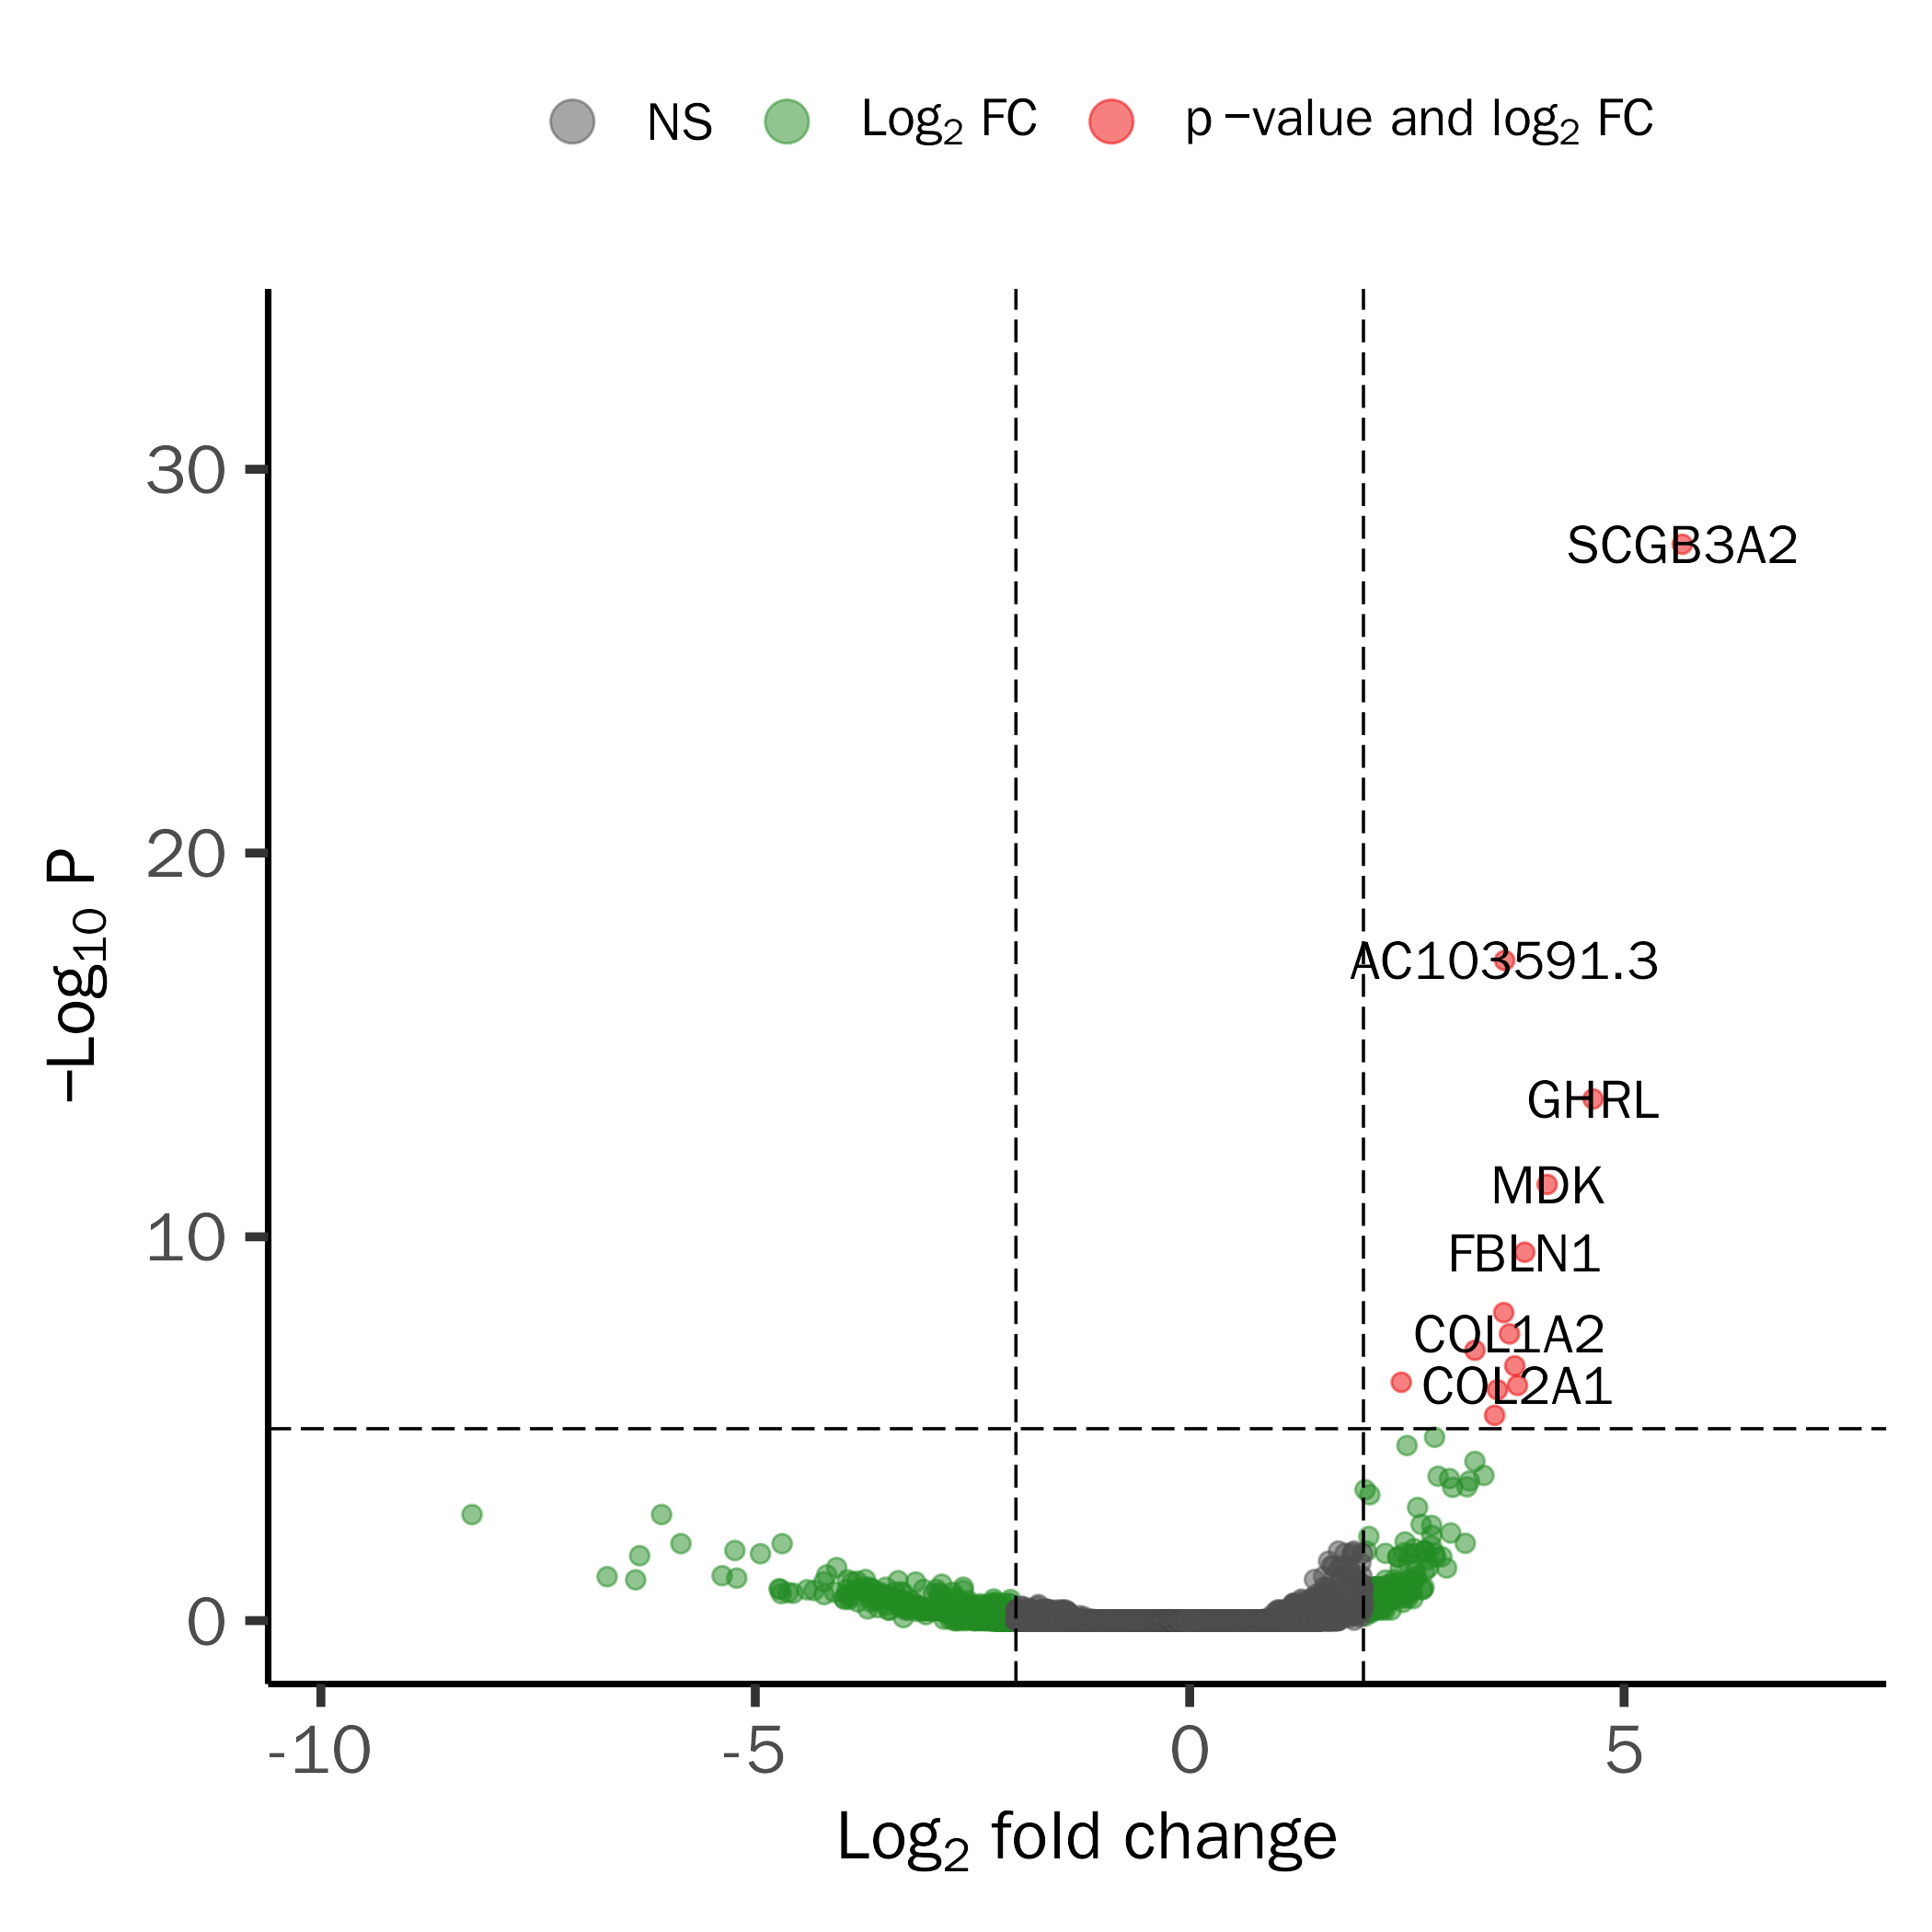 NS Log2 FC p −value and log2 FC
−Log10 P
30
20
10
0
SCGB3A2
AC103591.3
GHRL
MDK
FBLN1
COL1A2
COL2A1
-10 -5 0 5
Log2 fold change